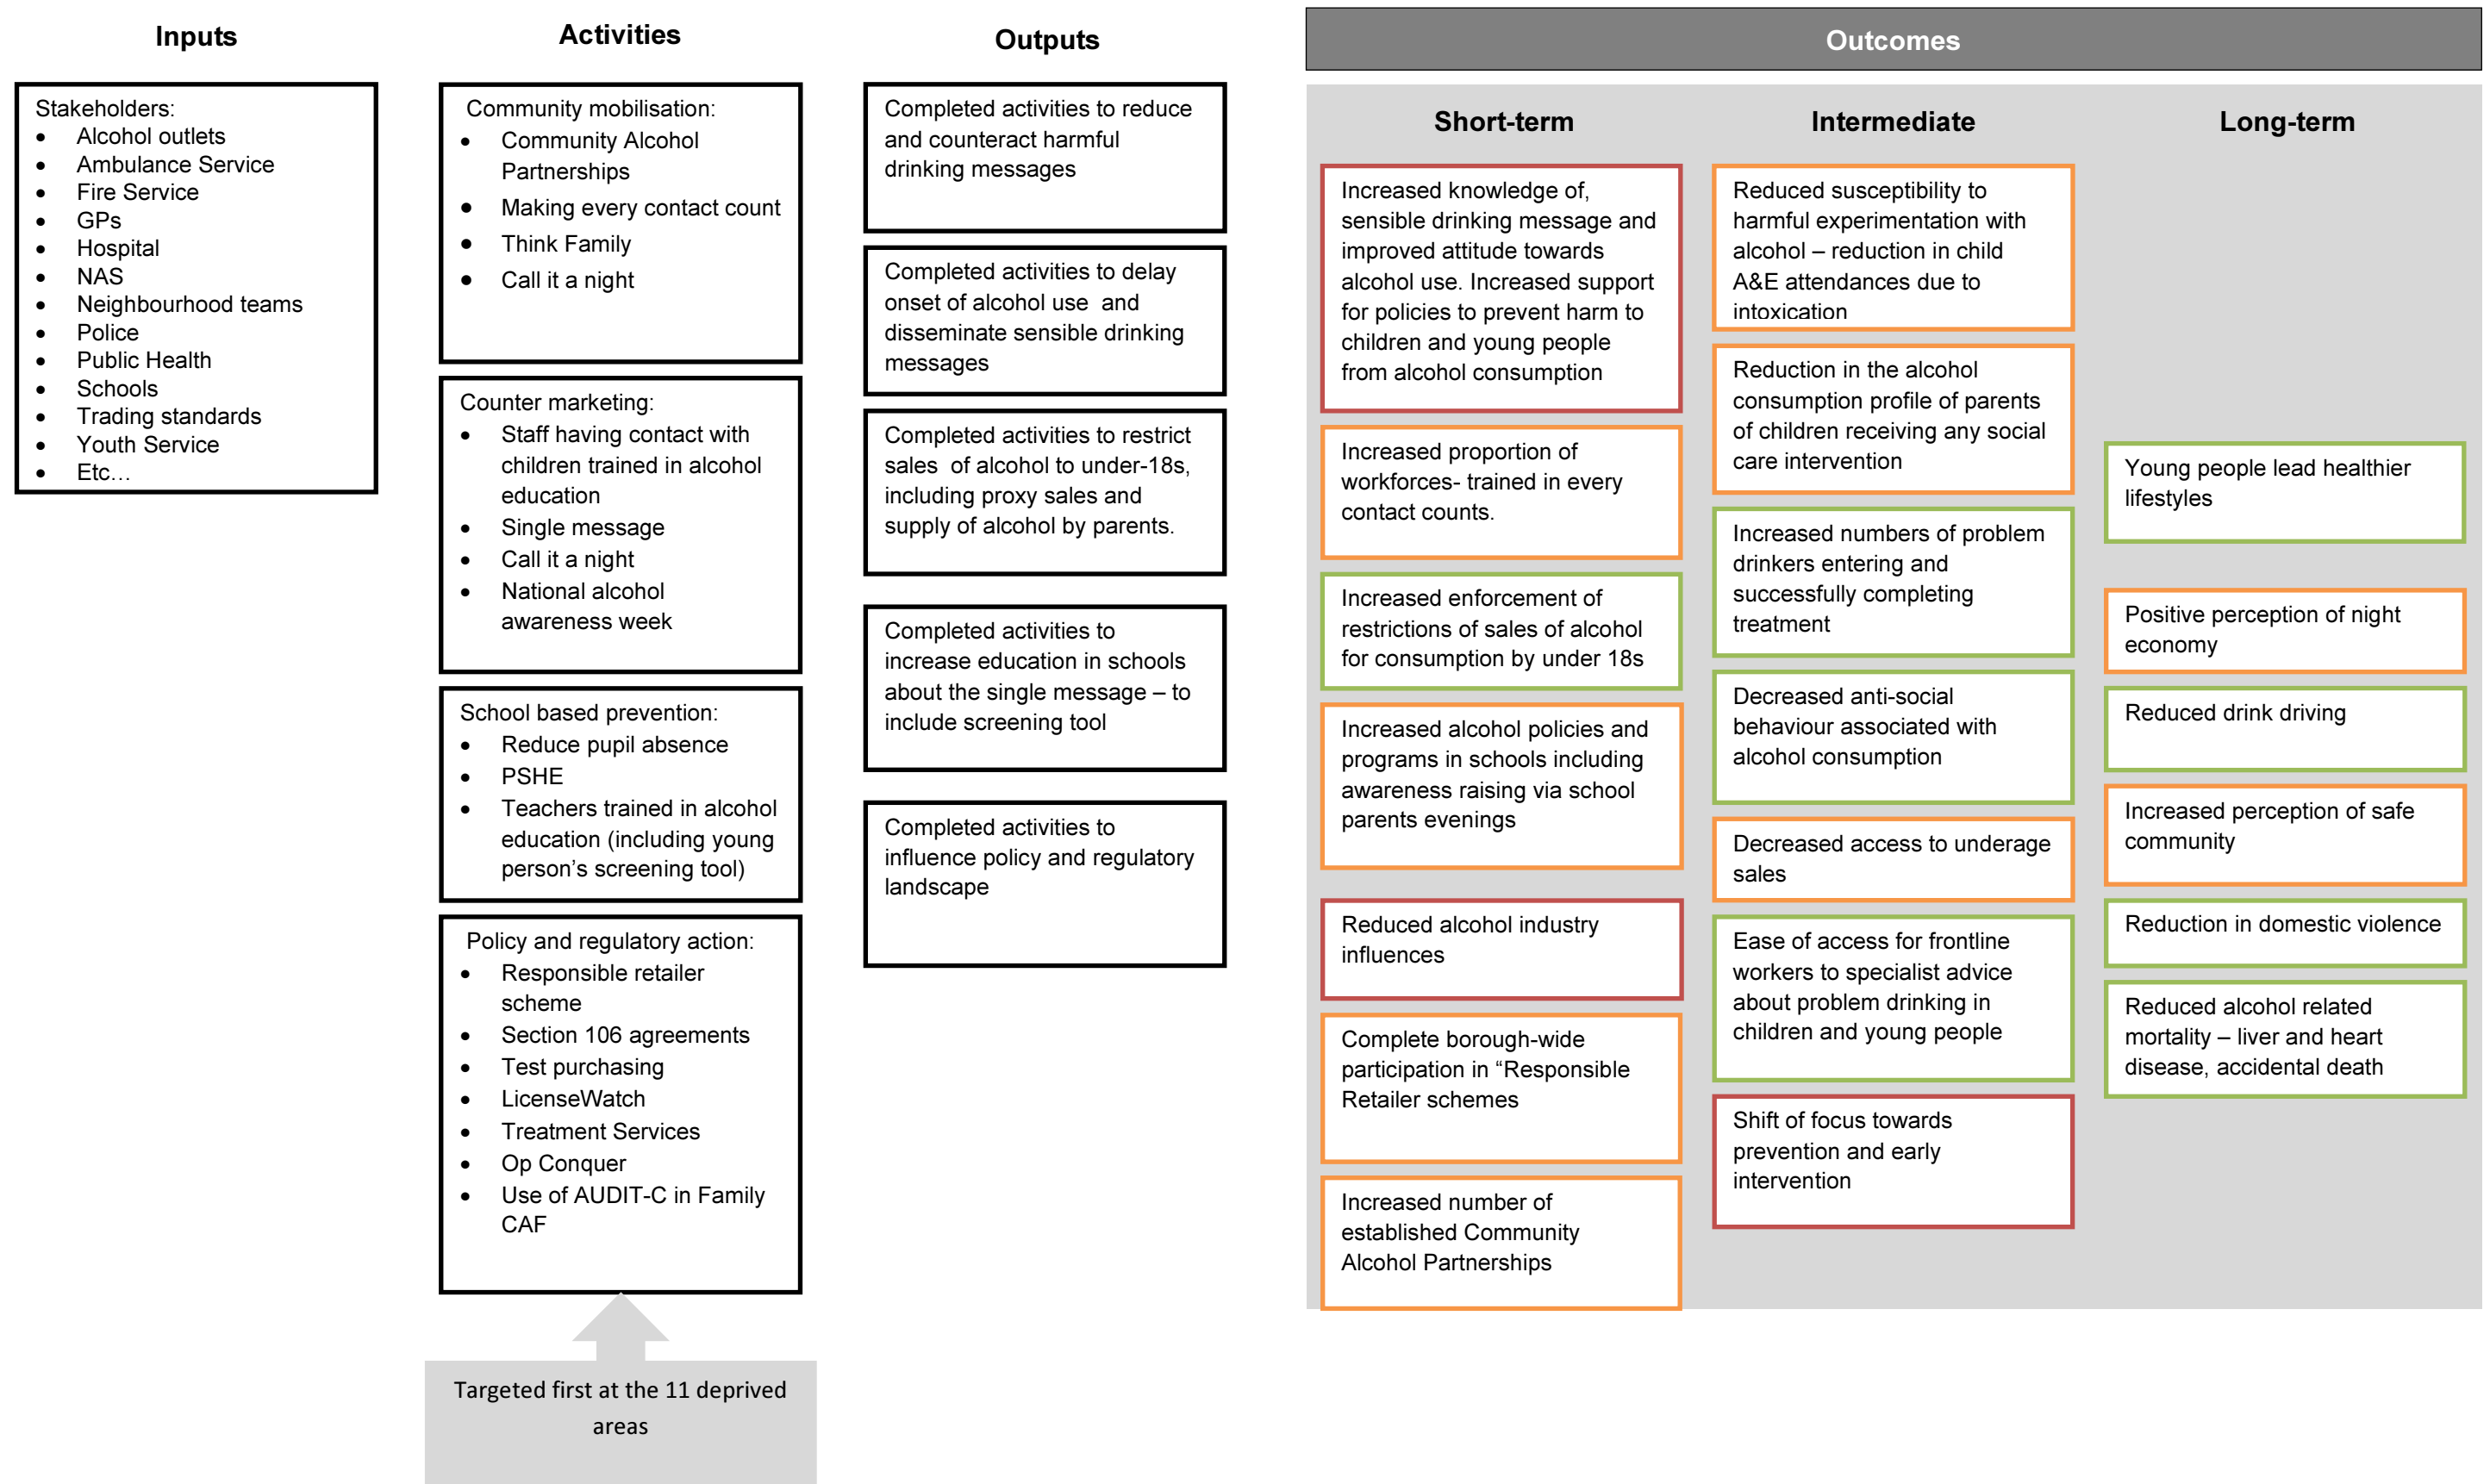 Inputs
Stakeholders:
• Alcohol outlets
• Ambulance Service
• Fire Service
• GPs
• Hospital
• NAS
• Neighbourhood teams
• Police
• Public Health
• Schools
• Trading standards
• Youth Service
• Etc…
Activities
Community mobilisation:
• Community Alcohol
Partnerships
• Making every contact count
• Think Family
• Call it a night
Counter marketing:
• Staff having contact with
children trained in alcohol
education
• Single message
• Call it a night
• National alcohol
awareness week
School based prevention:
• Reduce pupil absence
• PSHE
• Teachers trained in alcohol
education (including young
person’s screening tool)
Policy and regulatory action:
• Responsible retailer
scheme
• Section 106 agreements
• Test purchasing
• LicenseWatch
• Treatment Services
• Op Conquer
• Use of AUDIT-C in Family
CAF
Targeted first at the 11 deprived
areas
Outputs
Completed activities to reduce
and counteract harmful
drinking messages
Completed activities to delay
onset of alcohol use and
disseminate sensible drinking
messages
Completed activities to restrict
sales of alcohol to under-18s,
including proxy sales and
supply of alcohol by parents.
Completed activities to
increase education in schools
about the single message – to
include screening tool
Completed activities to
influence policy and regulatory
landscape
Outcomes
Short-term
Increased knowledge of,
sensible drinking message and
improved attitude towards
alcohol use. Increased support
for policies to prevent harm to
children and young people
from alcohol consumption
Increased proportion of
workforces- trained in every
contact counts.
Increased enforcement of
restrictions of sales of alcohol
for consumption by under 18s
Increased alcohol policies and
programs in schools including
awareness raising via school
parents evenings
Reduced alcohol industry
influences
Complete borough-wide
participation in “Responsible
Retailer schemes
Increased number of
established Community
Alcohol Partnerships
Intermediate
Reduced susceptibility to
harmful experimentation with
alcohol – reduction in child
A&E attendances due to
intoxication
Reduction in the alcohol
consumption profile of parents
of children receiving any social
care intervention
Increased numbers of problem
drinkers entering and
successfully completing
treatment
Decreased anti-social
behaviour associated with
alcohol consumption
Decreased access to underage
sales
Ease of access for frontline
workers to specialist advice
about problem drinking in
children and young people
Shift of focus towards
prevention and early
intervention
Long-term
Young people lead healthier
lifestyles
Positive perception of night
economy
Reduced drink driving
Increased perception of safe
community
Reduction in domestic violence
Reduced alcohol related
mortality – liver and heart
disease, accidental death